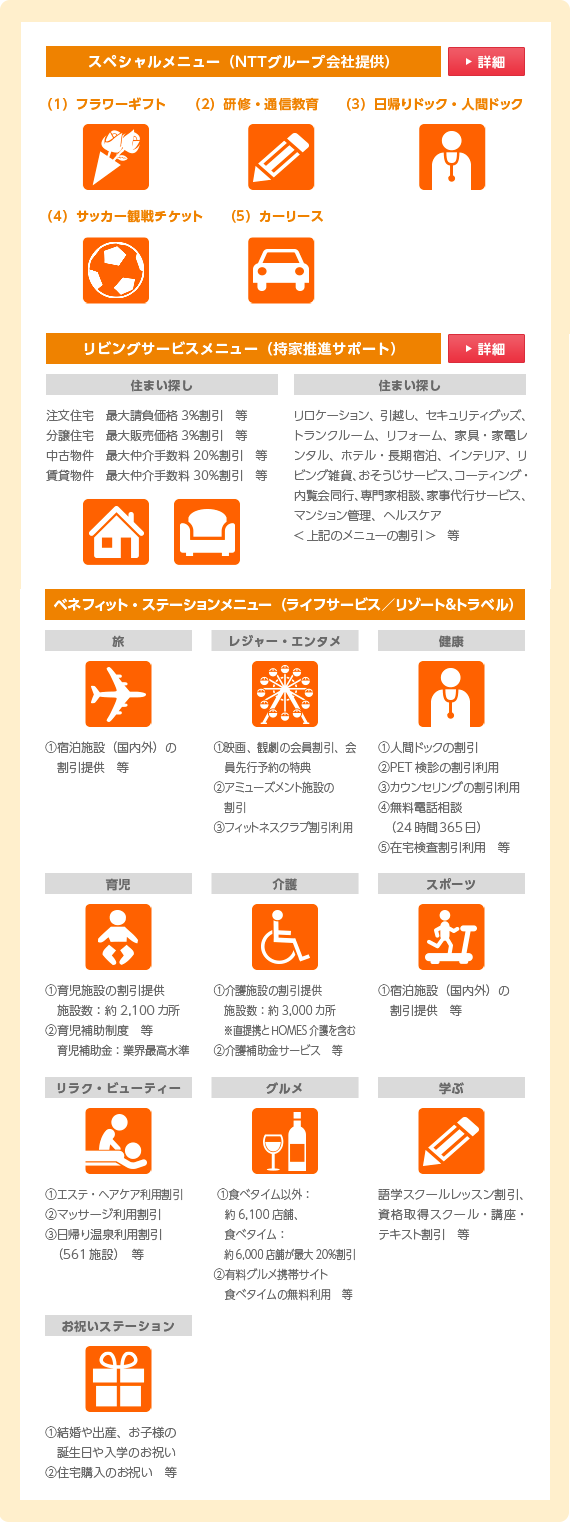 スペシャルメニュー（NTTグループ会社提供）
詳細
（1）フラワーギフト
（2）研修・通信教育
（3）日帰りドック・人間ドック
（4）サッカー観戦チケット
（5）カーリース
リビングサービスメニュー（持家推進サポート）
詳細
住まい探し
注文住宅　最大請負価格 3%割引　等
分譲住宅　最大販売価格 3%割引　等
中古物件　最大仲介手数料 20%割引　等
賃貸物件　最大仲介手数料 30%割引　等
住まい探し
リロケーション、引越し、セキュリティグッズ、
トランクルーム、リフォーム、家具・家電レ
ンタル、ホテル・長期宿泊、インテリア、リ
ビング雑貨、おそうじサービス、コーティング・
内覧会同行、専門家相談、家事代行サービス、
マンション管理、ヘルスケア
＜上記のメニューの割引＞　等
ベネフィット・ステーションメニュー（ライフサービス／リゾート&トラベル）
旅
①宿泊施設（国内外）の
割引提供　等
レジャー・エンタメ
①映画、観劇の会員割引、会
員先行予約の特典
②アミューズメント施設の
割引
③フィットネスクラブ割引利用
健康
①人間ドックの割引
②PET 検診の割引利用
③カウンセリングの割引利用
④無料電話相談
（24 時間 365 日）
⑤在宅検査割引利用　等
育児
①育児施設の割引提供
施設数：約 2,100 カ所
②育児補助制度　等
育児補助金：業界最高水準
介護
①介護施設の割引提供
施設数：約 3,000 カ所
※直提携と HOMES 介護を含む
②介護補助金サービス　等
スポーツ
①宿泊施設（国内外）の
割引提供　等
リラク・ビューティー
①エステ・ヘアケア利用割引
②マッサージ利用割引
③日帰り温泉利用割引
（561 施設）　等
グルメ
①食べタイム以外：
約 6,100 店舗、
食べタイム：
約 6,000 店舗が最大 20%割引
②有料グルメ携帯サイト
食べタイムの無料利用　等
学ぶ
語学スクールレッスン割引、
資格取得スクール・講座・
テキスト割引　等
お祝いステーション
①結婚や出産、お子様の
誕生日や入学のお祝い
②住宅購入のお祝い　等